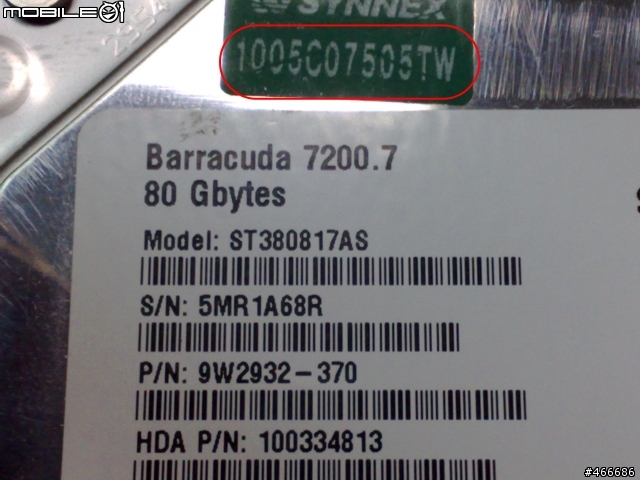 MOBILE01
SYNNEX
1005C07505TW
Barracuda 7200.7
80 Gbytes
Model: ST380817AS
S/N: 5MR1A68R
P/N: 9W2932-370
HDA P/N: 100334813
#466686